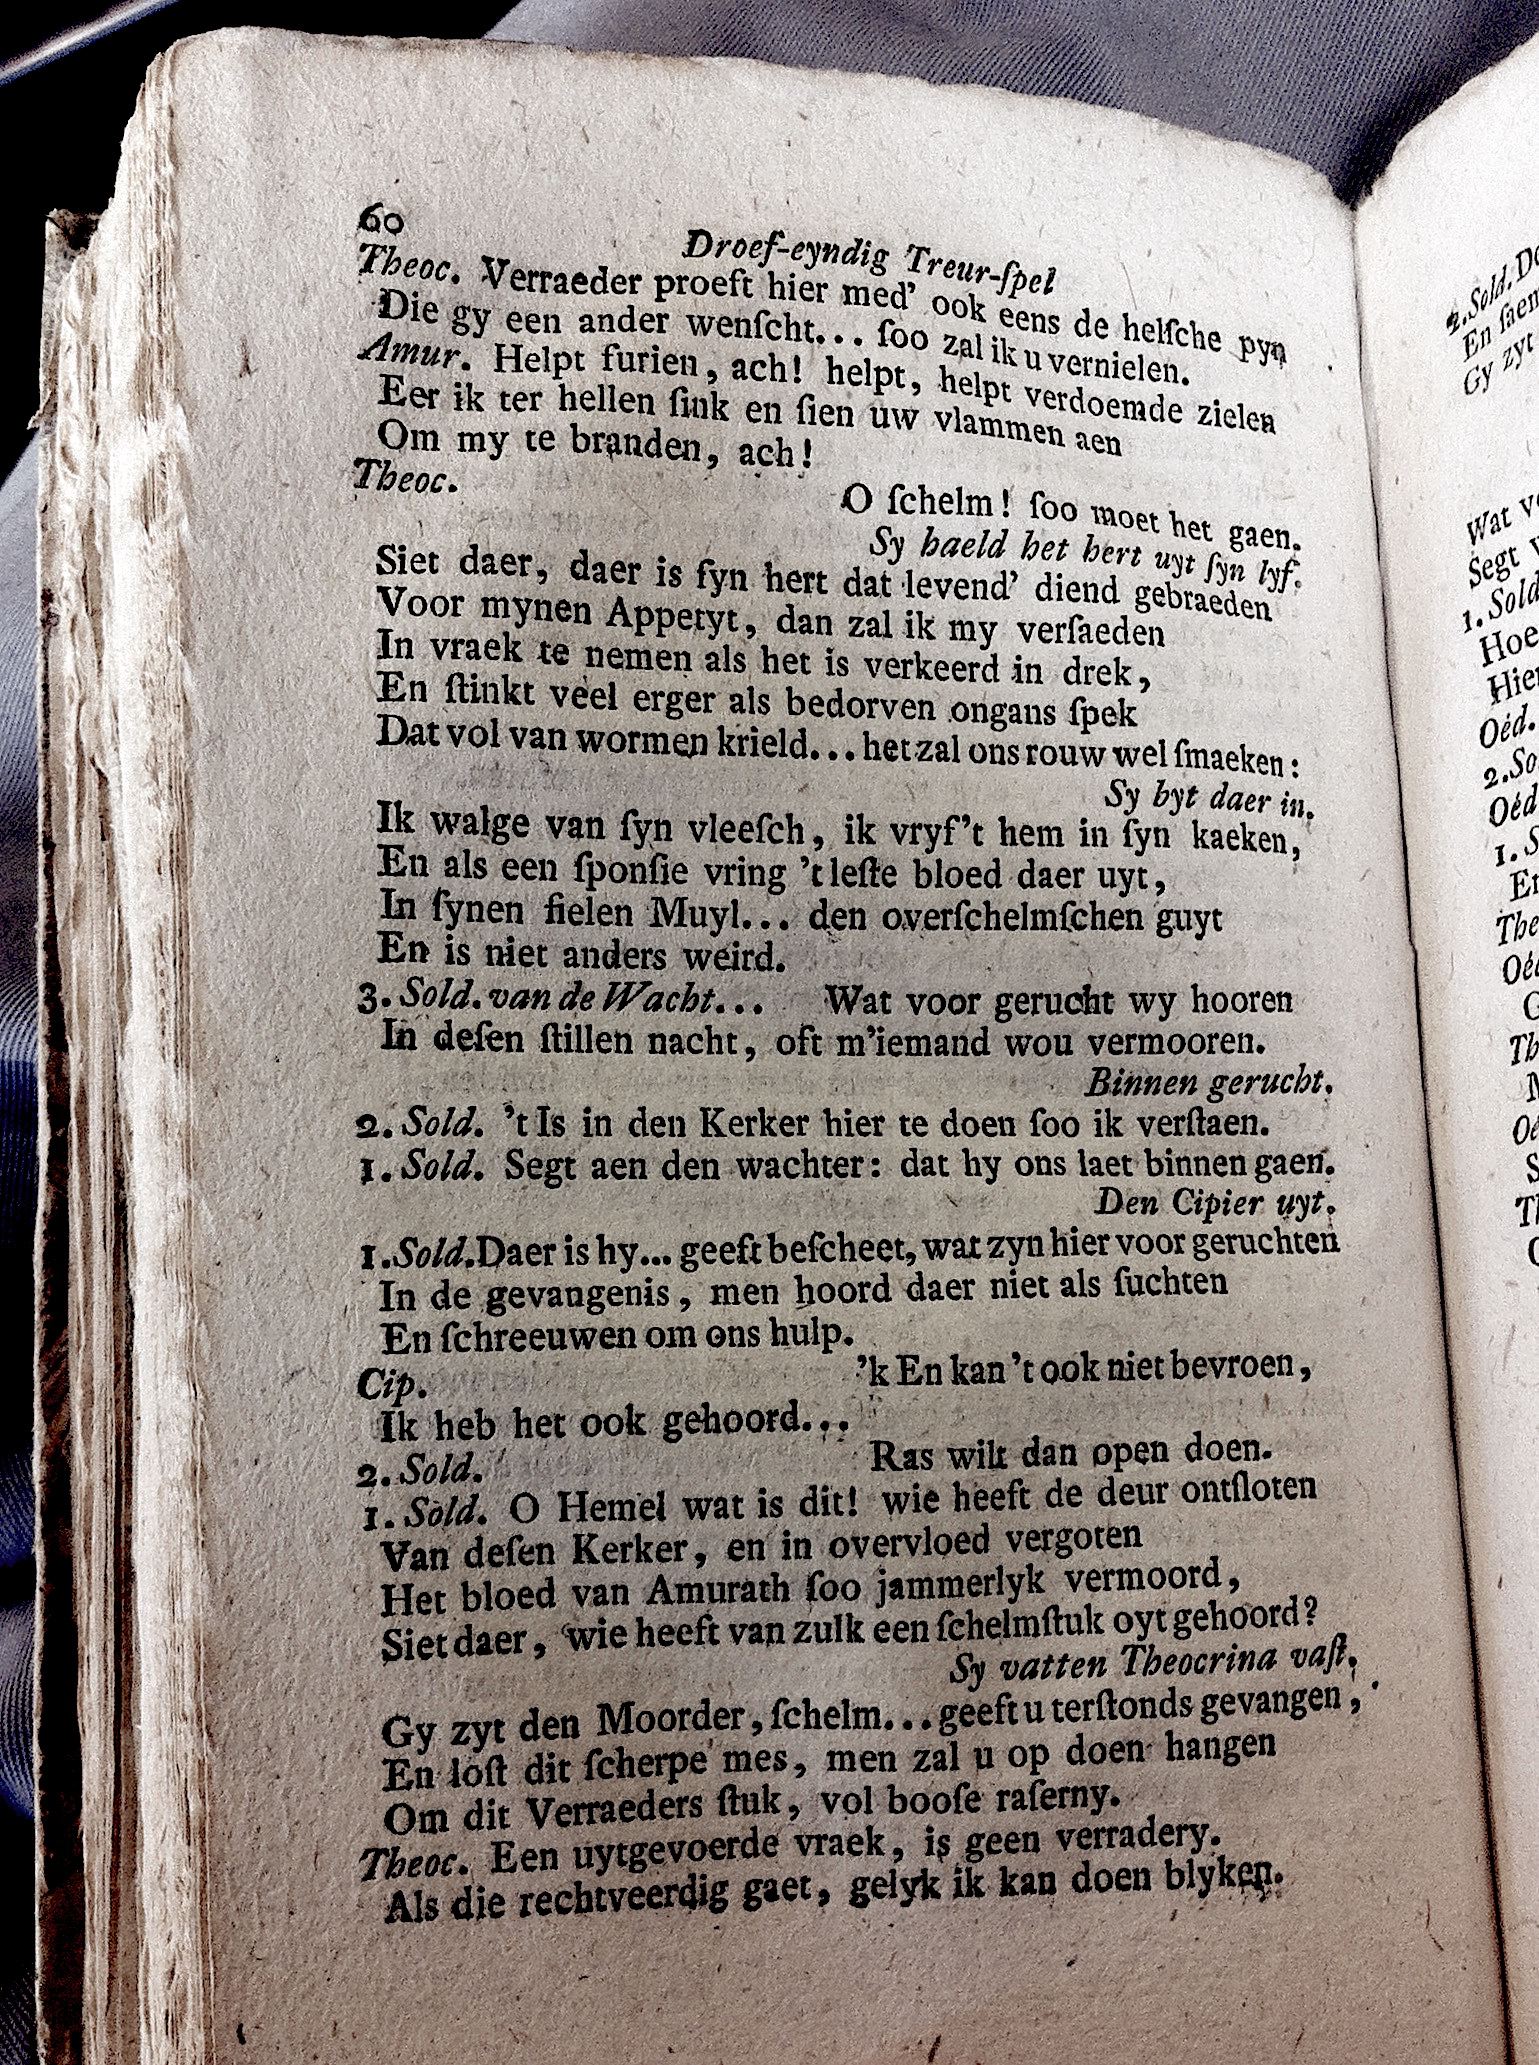 60
Droef-eyndig Treur-ſpel
Theoc. Verraeder proeft hier med' ook eens de helſche pyn
Die gy een ander wenſcht... ſoo zal ik u vernielen.
Amur. Helpt furien, ach! helpt, helpt verdoemde zielen
Eer ik ter hellen ſink en ſien uw vlammen aen
Om my te branden, ach!
Theoc.
O ſchelm! ſoo moet het gaen.
Sy haeld het hert uyt ſyn lyf.
Siet daer, daer is ſyn hert dat levend' diend gebraeden
Voor mynen Appetyt, dan zal ik my verſaeden
In vraek te nemen als het is verkeerd in drek,
En ſtinkt veel erger als bedorven ongans ſpek
Dat vol van wormen krield... het zal ons rouw wel ſmaeken:
Sy byt daer in.
Ik walge van ſyn vleeſch, ik vryf't hem in ſyn kaeken,
En als een ſponſie vring 't leſte bloed daer uyt,
In ſynen fielen Muyl... den overſchelmſchen guyt
En is niet anders weird.
3. Sold. van de Wacht... Wat voor gerucht wy hooren
In deſen ſtillen nacht, oft m'iemand wou vermooren.
Binnen gerucht.
2. Sold. 't Is in den Kerker hier te doen ſoo ik verſtaen.
1. Sold. Segt aen den wachter: dat hy ons laet binnen gaen.
Den Cipier uyt.
1. Sold. Daer is hy... geeft beſcheet, wat zyn hier voor geruchten
In de gevangenis, men hoord daer niet als ſuchten
En ſchreeuwen om ons hulp.
Cip. 'k En kan 't ook niet bevroen,
Ik heb het ook gehoord...
2. Sold. Ras wilt dan open doen.
1. Sold. O Hemel wat is dit! wie heeft de deur ontſloten
Van deſen Kerker, en in overvloed vergoten
Het bloed van Amurath ſoo jammerlyk vermoord,
Siet daer, wie heeft van zulk een ſchelmſtuk oyt gehoord?
Sy vatten Theocrina vaſt.
Gy zyt den Moorder, ſchelm... geeft u terſtonds gevangen,
En loſt dit ſcherpe mes, men zal u op doen hangen
Om dit Verraeders ſtuk, vol booſe raſerny.
Theoc. Een uytgevoerde vraek, is geen verradery.
Als die rechtveerdig gaet, gelyk ik kan doen blyken.
2. Sold.
En
Gy zyt
Wat
Segt
1. Sold
Hoe
Oéd.